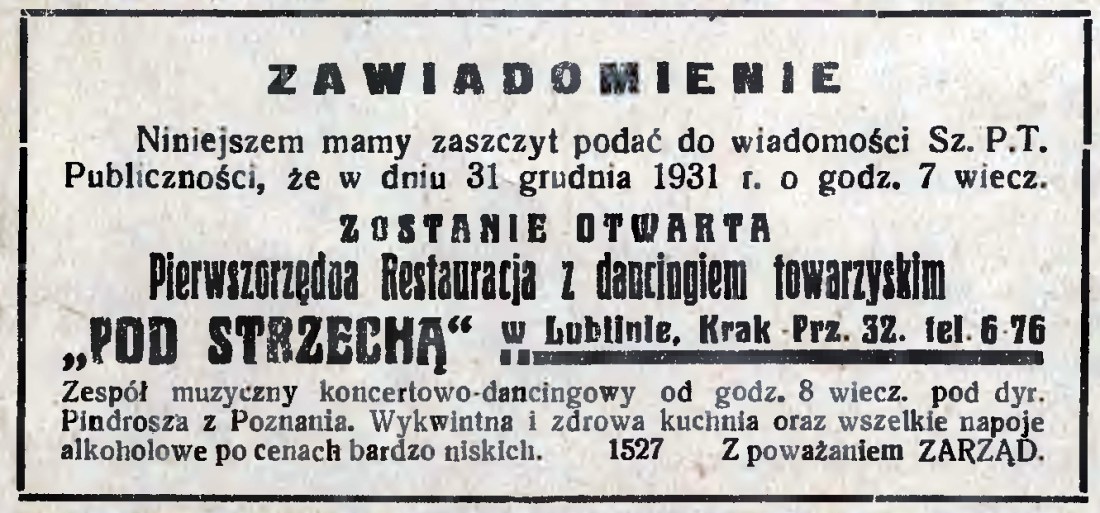 ZAWIADOMIENIE
Niniejszem mamy zaszczyt podać do wiadomości Sz. P.T.
Publiczności, że w dniu 31 grudnia 1931 r. o godz. 7 wiecz.
ZOSTANIE OTWARTA
Pierwszorzędna Restauracja z dancingiem towarzyskim
„POD STRZECHĄ“ w Lublinie, Krak Prz. 32. tel. 6-76
Zespół muzyczny koncertowo-dancingowy od godz. 8 wiecz. pod dyr.
Pindrosza z Poznania. Wykwintna i zdrowa kuchnia oraz wszelkie napoje
alkoholowe po cenach bardzo niskich. 1527 Z poważaniem ZARZĄD.